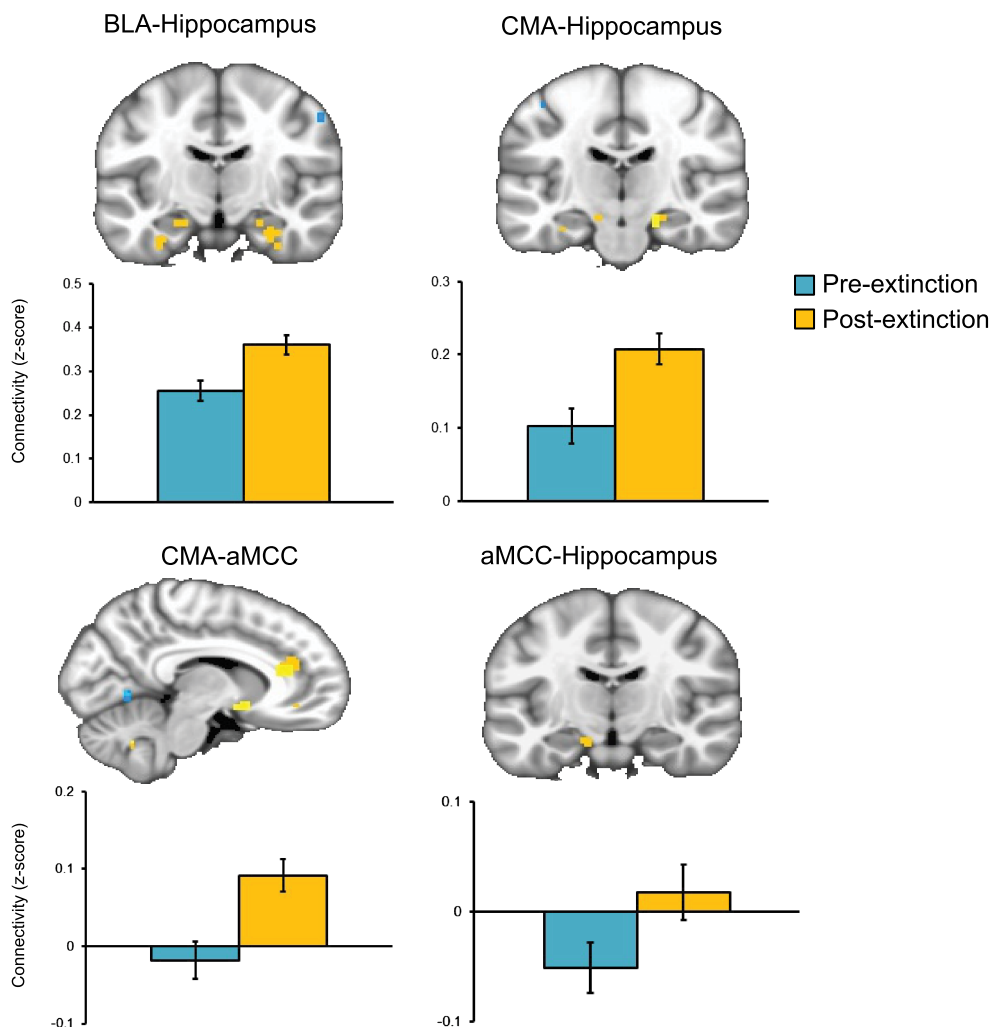 BLA-Hippocampus
CMA-Hippocampus
Connectivity (z-score)
0.5
0.4
0.3
0.2
0.1
0
0.3
0.2
0.1
0
Pre-extinction
Post-extinction
CMA-aMCC
aMCC-Hippocampus
Connectivity (z-score)
0.2
0.1
0
-0.1
0.1
0
-0.1